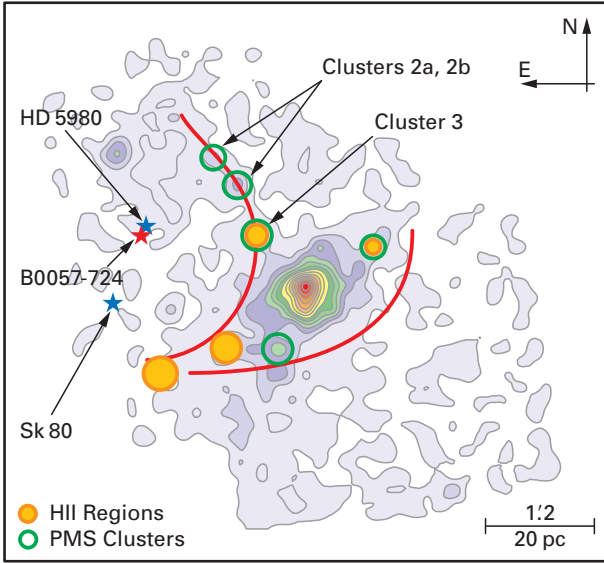 N
E
Clusters 2a, 2b
HD 5980
Cluster 3
B0057-724
Sk 80
HII Regions
PMS Clusters
1'.2
20 pc